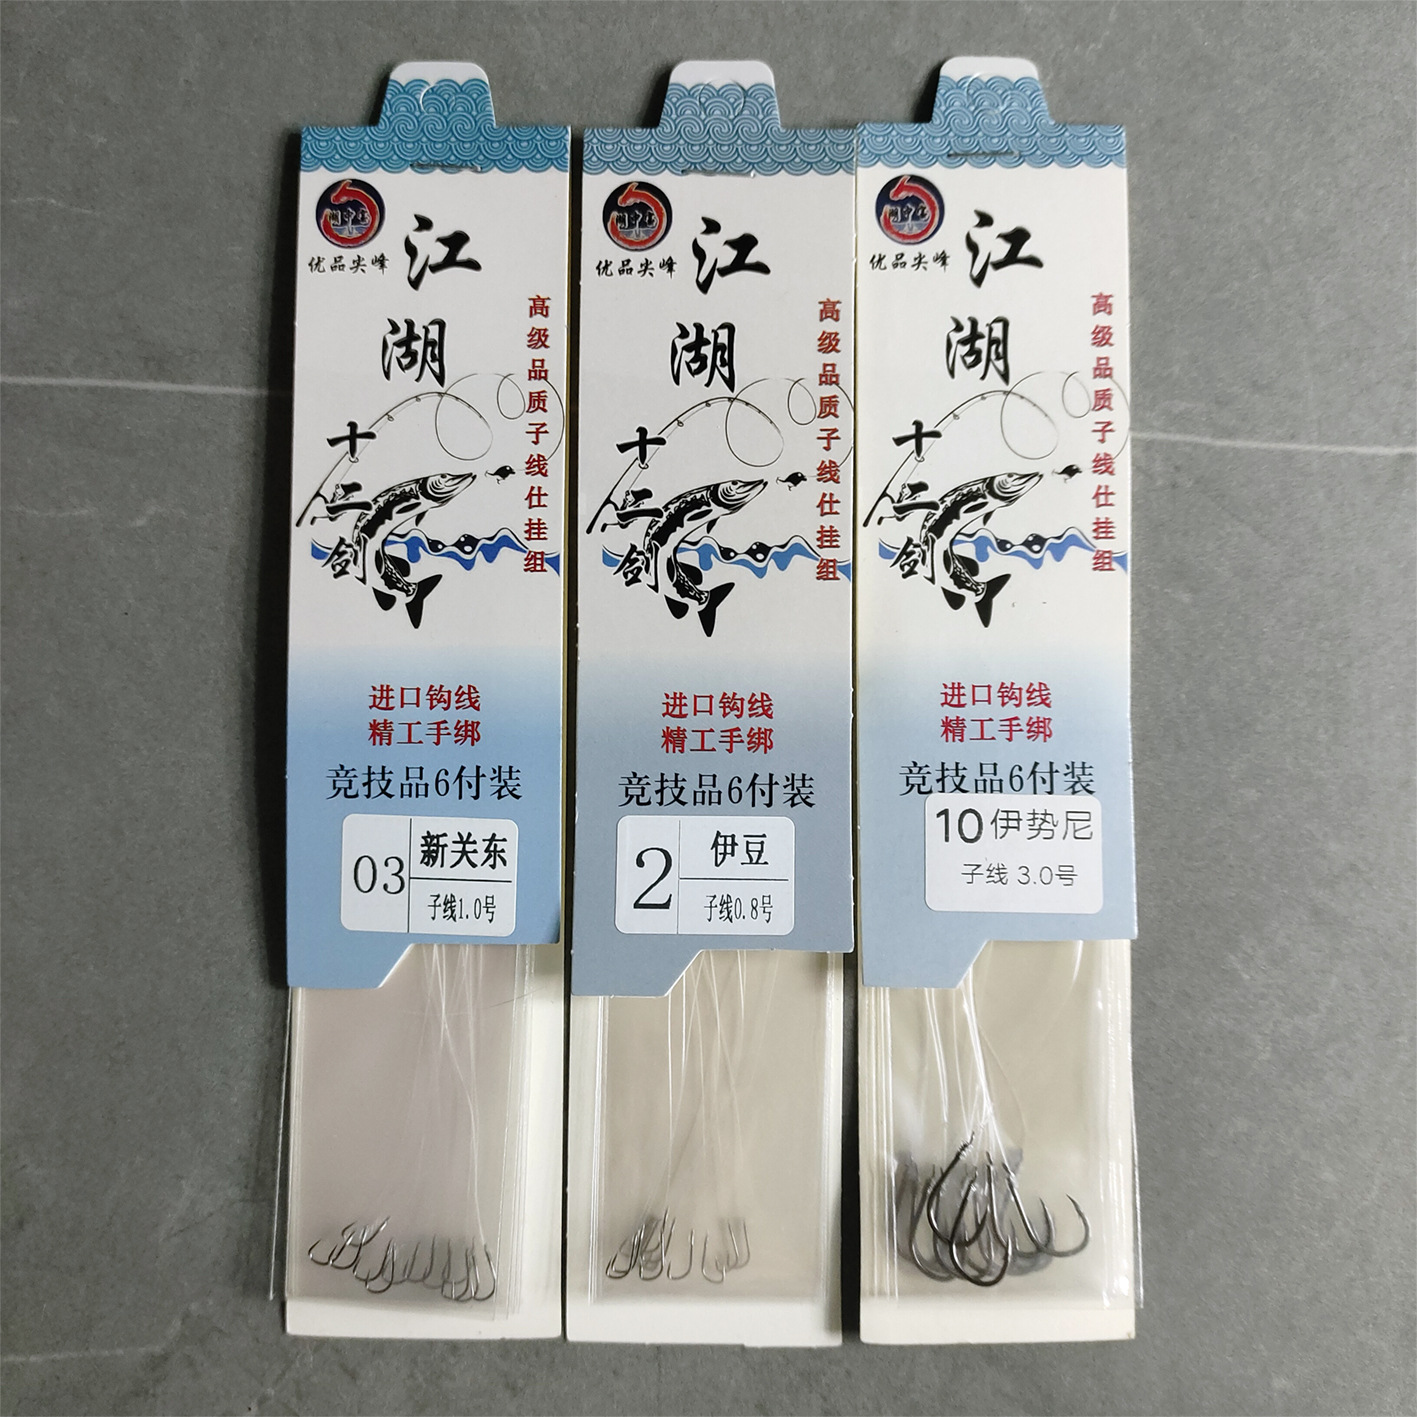 优品尖峰
江湖
十二剑
高级品质子线仕挂组
进口钩线
精工手绑
竞技品6付装
03
新关东
子线1.0号
优品尖峰
江湖
十二剑
高级品质子线仕挂组
进口钩线
精工手绑
竞技品6付装
2
伊豆
子线0.8号
优品尖峰
江湖
十二剑
高级品质子线仕挂组
进口钩线
精工手绑
竞技品6付装
10伊势尼
子线 3.0号